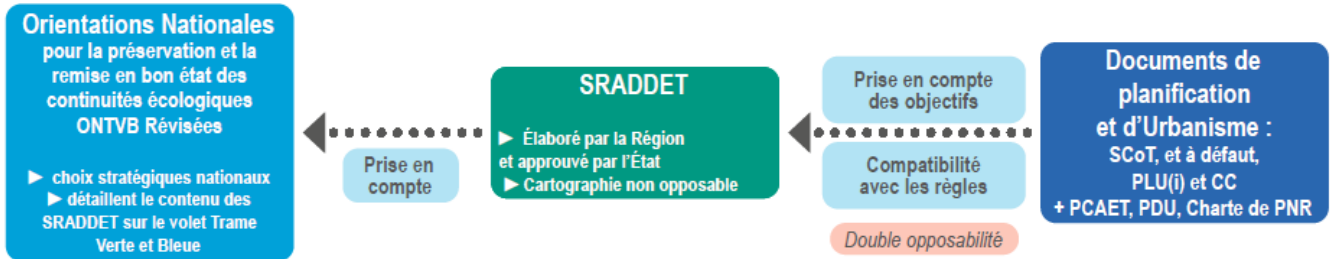 Orientations Nationales
pour la préservation et la
remise en bon état des
continuités écologiques
ONTVB Révisées
► choix stratégiques nationaux
► détaillent le contenu des
SRADDET sur le volet Trame
Verte et Bleue
Prise en
compte
SRADDET
► Élaboré par la Région
et approuvé par l'État
► Cartographie non opposable
Prise en compte
des objectifs
Compatibilité
avec les règles
Double opposabilité
Documents de
planification
et d'Urbanisme :
SCoT, et à défaut,
PLU(i) et CC
+ PCAET, PDU, Charte de PNR